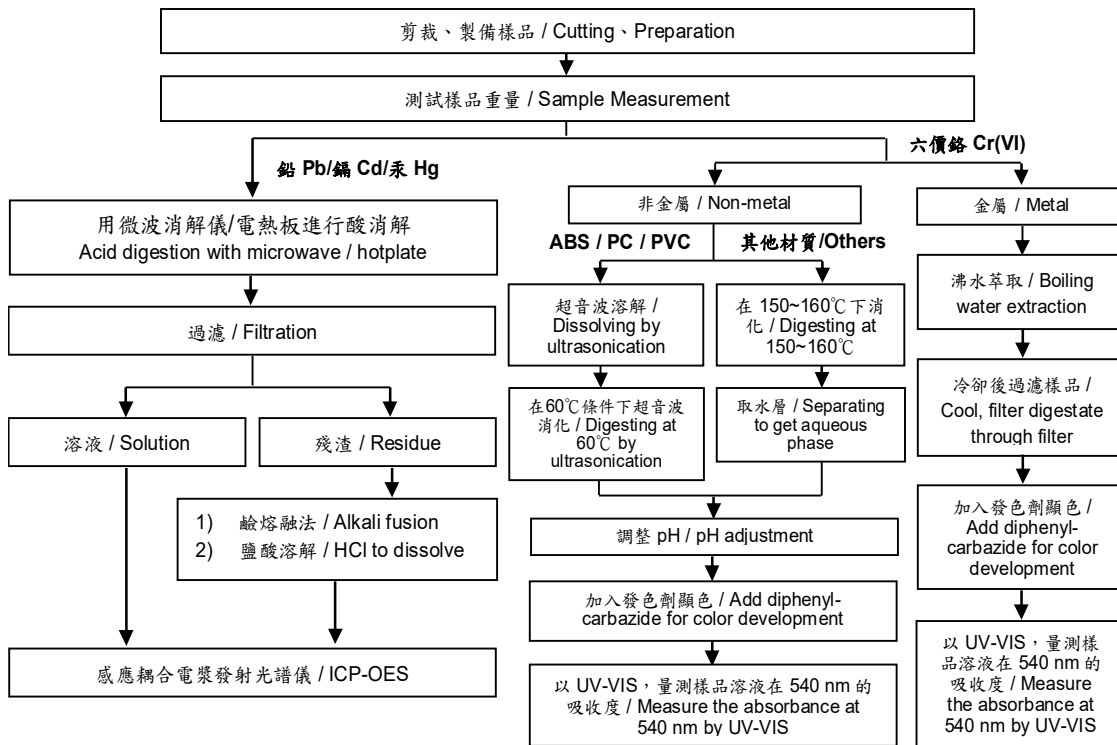 剪裁、製備樣品 / Cutting、Preparation
測試樣品重量 / Sample Measurement
鉛 Pb/鎘 Cd/汞 Hg
六價鉻 Cr(VI)
用微波消解儀/電熱板進行酸消解
Acid digestion with microwave / hotplate
過濾 / Filtration
溶液 / Solution
殘渣 / Residue
1) 鹼熔融法 / Alkali fusion
2) 鹽酸溶解 / HCl to dissolve
感應耦合電漿發射光譜儀 / ICP-OES
非金屬 / Non-metal
ABS / PC / PVC
其他材質/Others
超音波溶解 /
Dissolving by
ultrasonication
在60℃條件下超音波
消化 / Digesting at
60℃ by
ultrasonication
在 150~160℃下消
化 / Digesting at
150~160℃
取水層 / Separating
to get aqueous
phase
調整 pH / pH adjustment
加入發色劑顯色 / Add diphenyl-
carbazide for color development
以 UV-VIS，量測樣品溶液在 540 nm 的
吸收度 / Measure the absorbance at
540 nm by UV-VIS
金屬 / Metal
沸水萃取 / Boiling
water extraction
冷卻後過濾樣品 /
Cool, filter digestate
through filter
加入發色劑顯色 /
Add diphenyl-
carbazide for color
development
以 UV-VIS，量測樣
品溶液在 540 nm 的
吸收度 / Measure
the absorbance at
540 nm by UV-VIS